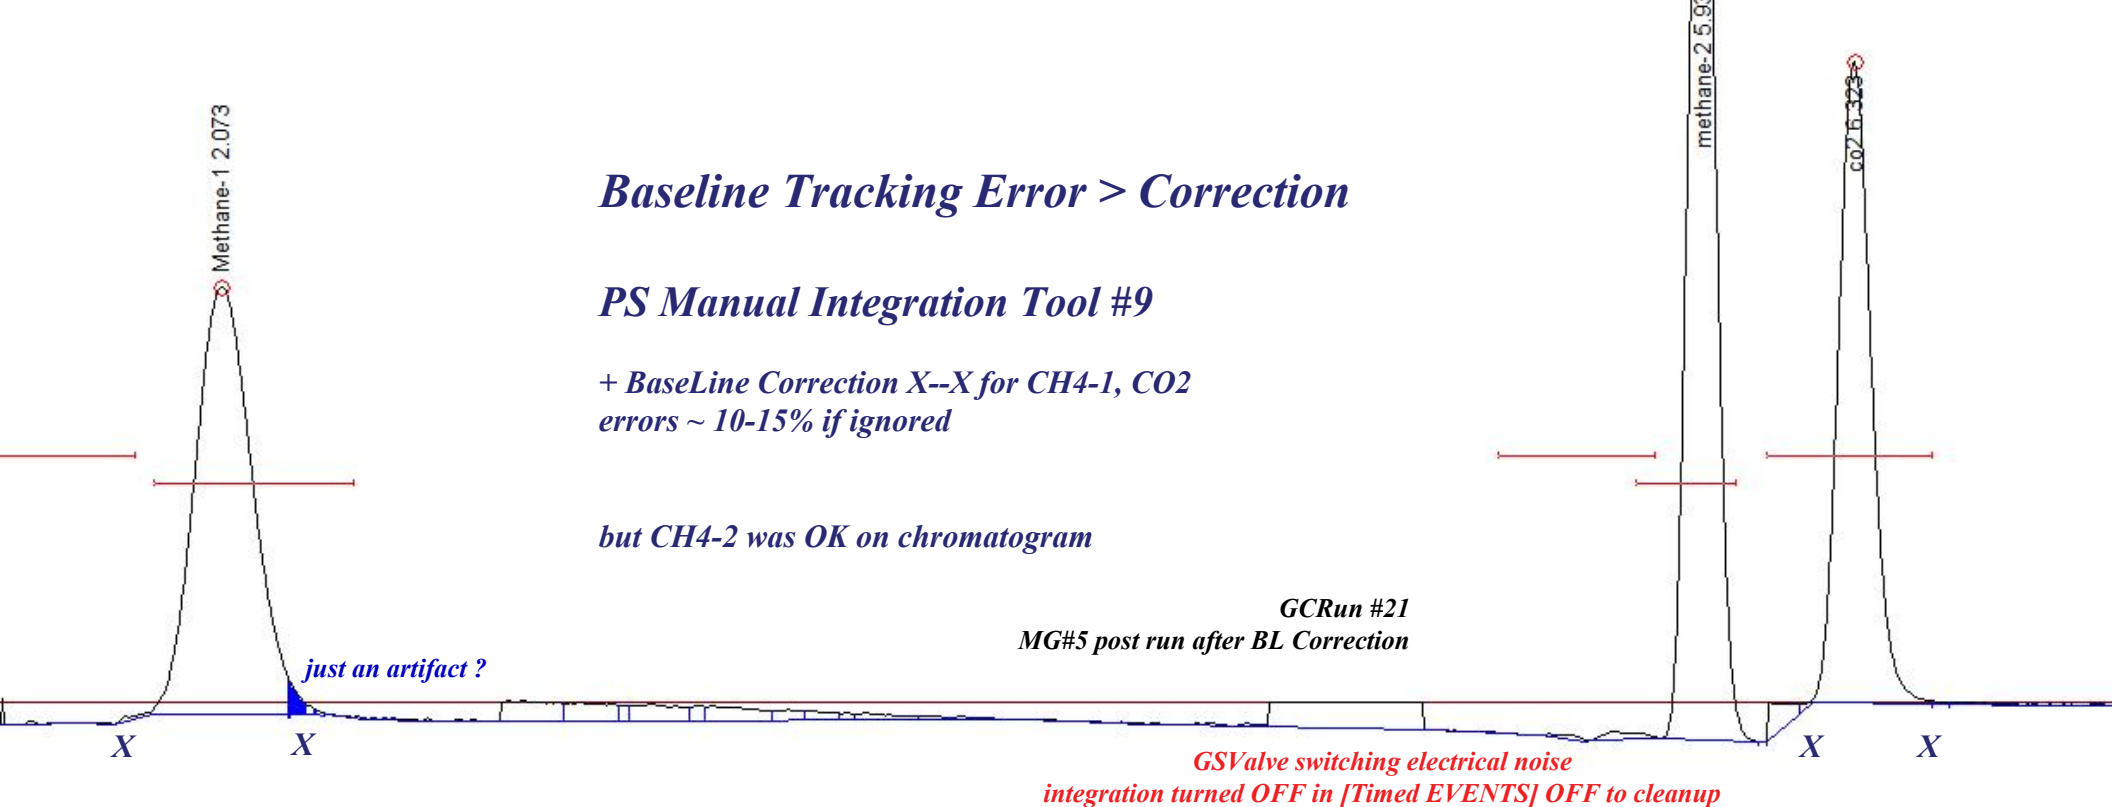 Methane-1 2.073
methane-2 5.93
co2 6.323
Baseline Tracking Error > Correction
PS Manual Integration Tool #9
+ BaseLine Correction X--X for CH4-1, CO2
errors ~ 10-15% if ignored
but CH4-2 was OK on chromatogram
GCRun #21
MG#5 post run after BL Correction
just an artifact ?
X X X X
GSValve switching electrical noise
integration turned OFF in [Timed EVENTS] OFF to cleanup